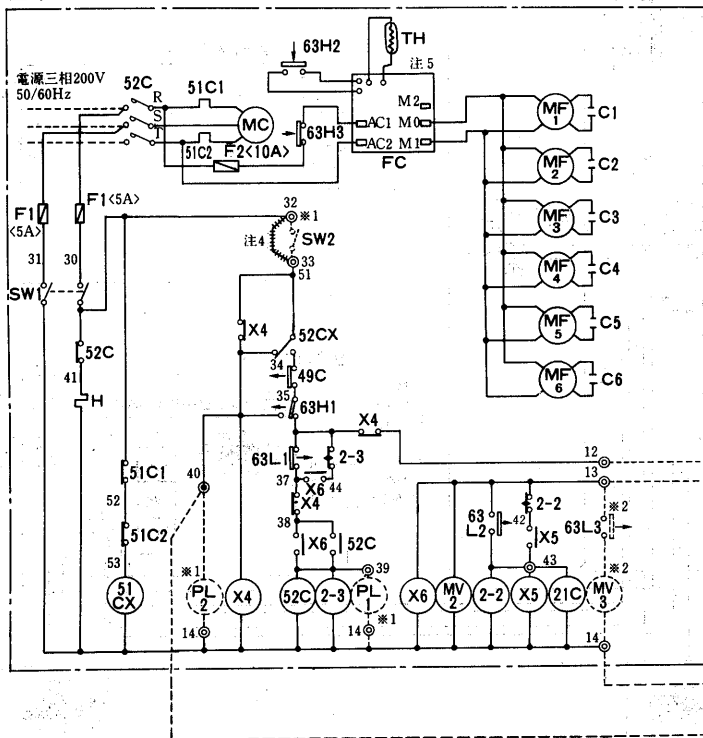 63H2
TH
注5
電源三相200V
50/60Hz
52C
R
S
T
51C1
MC
51C2
F2<10A>
63H3
AC1
AC2
M2
M0
M1
FC
MF
1
C1
MF
2
C2
MF
3
C3
MF
4
C4
MF
5
C5
MF
6
C6
F1
<5A>
F1<5A>
31
30
SW1
52C
41
H
32
※1
注4
SW2
33
51
X4
52CX
34
49C
35
63H1
X4
63L1
2-3
37
X6
44
X4
38
X6
52C
39
12
13
40
51C1
52
51C2
53
51
CX
※1
PL
2
14
X4
52C
2-3
PL
1
14
※1
63
L2
42
2-2
X5
43
※2
63L3
※2
X6
MV
2
2-2
X5
21C
MV
3
14